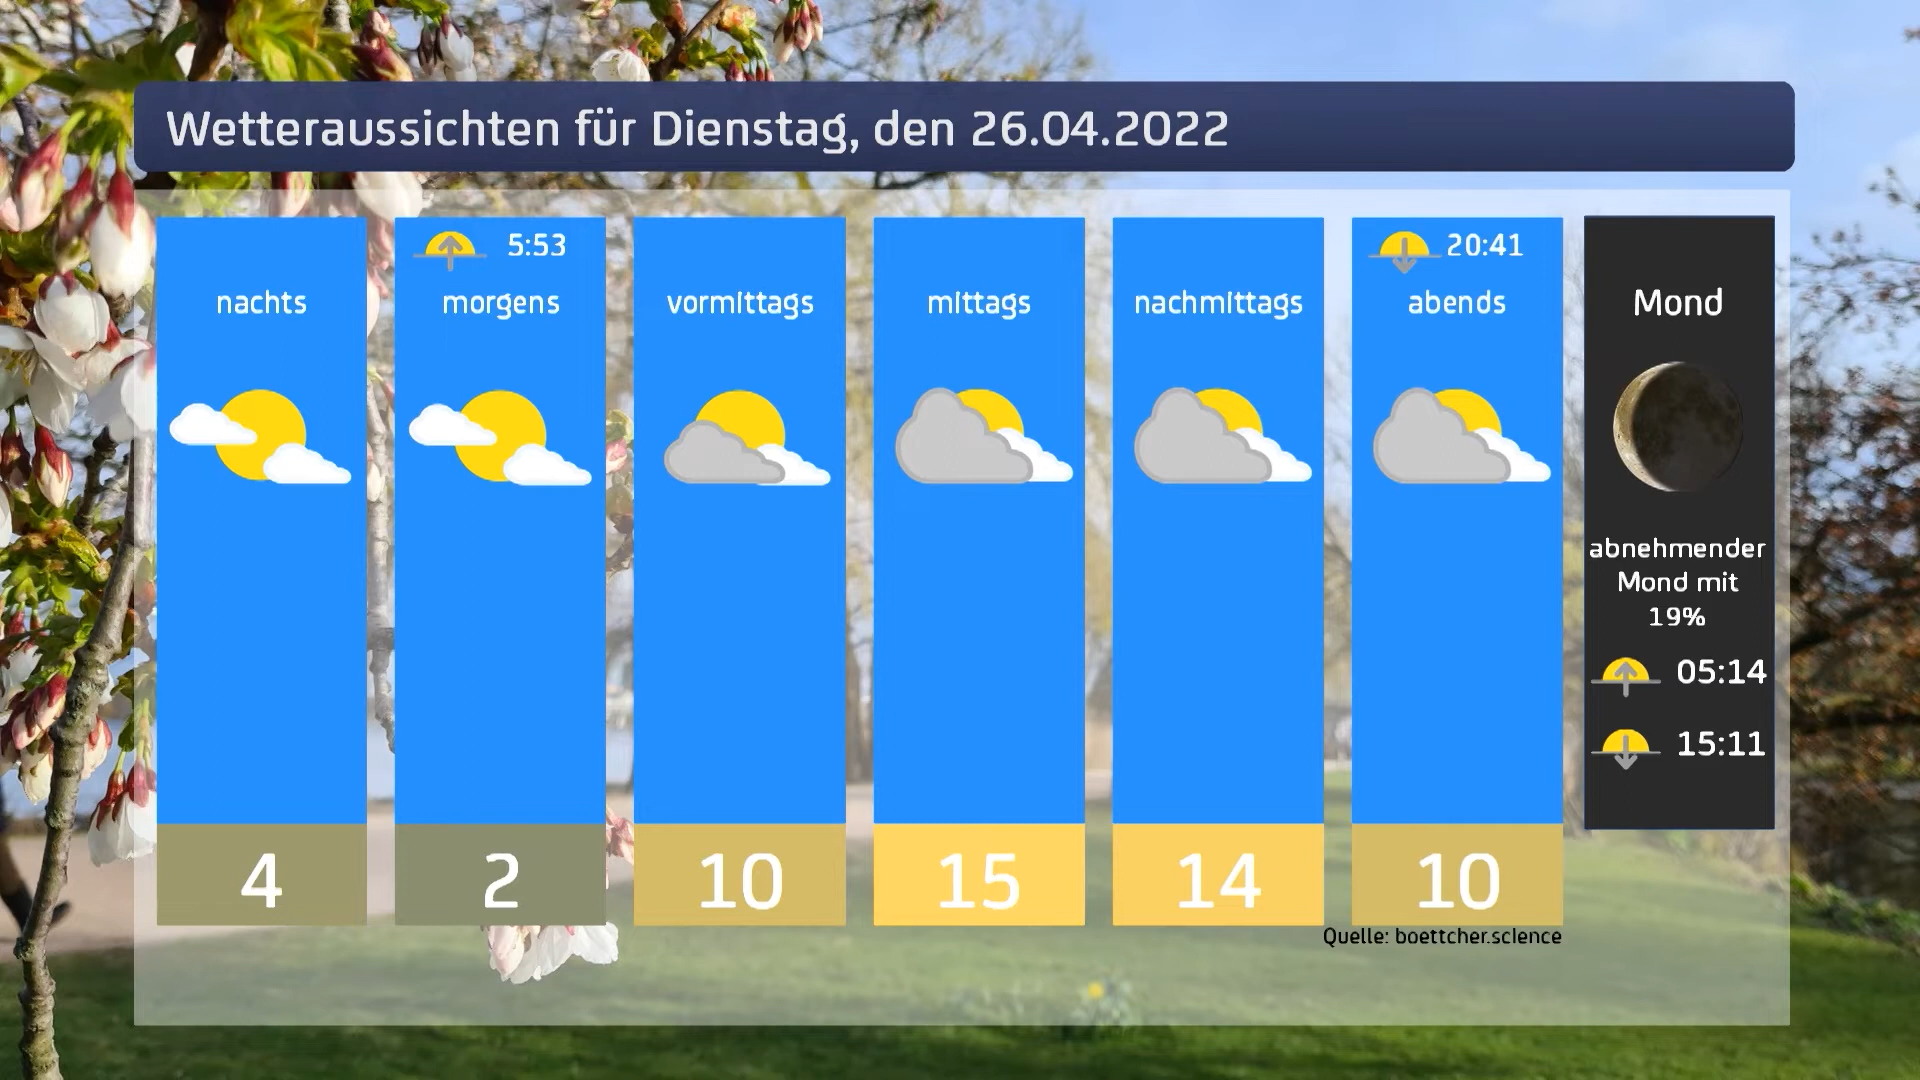 Wetteraussichten für Dienstag, den 26.04.2022
5:53
20:41
nachts
morgens
vormittags
mittags
nachmittags
abends
Mond
abnehmender
Mond mit
19%
05:14
15:11
4
2
10
15
14
10
Quelle: boettcher.science